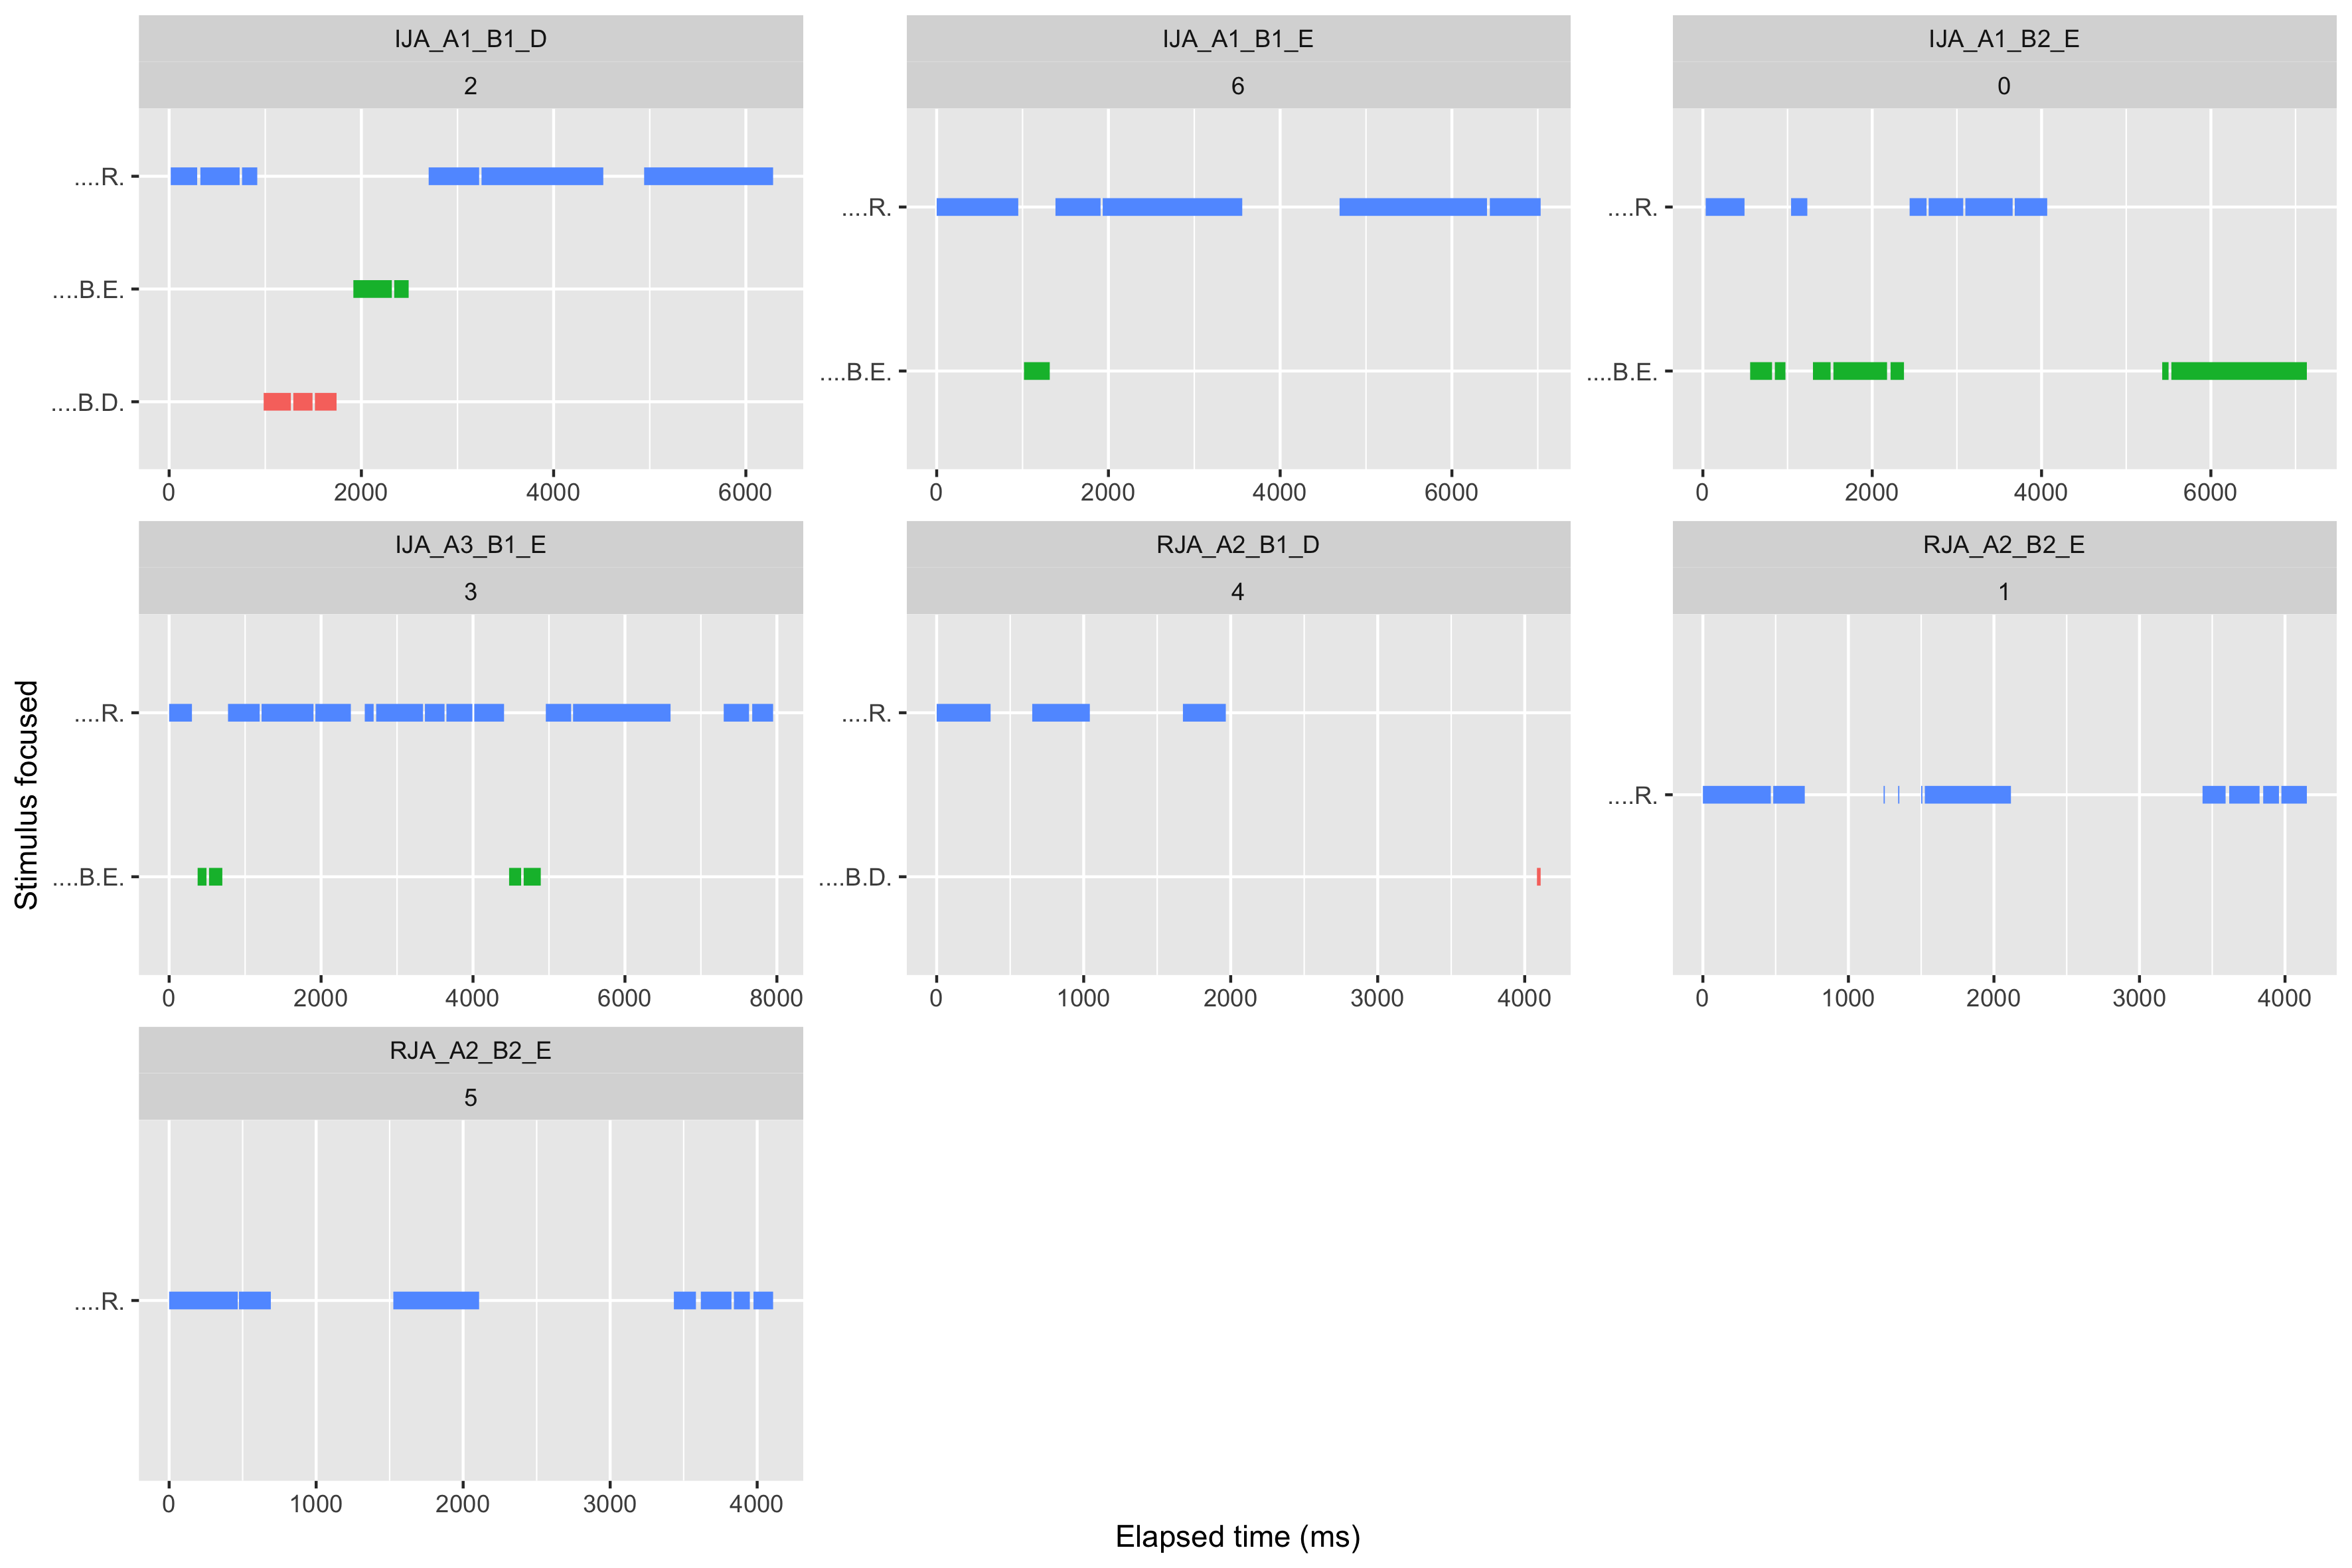 IJA_A1_B1_D
2
....R.
....B.E.
....B.D.
0 2000 4000 6000
IJA_A1_B1_E
6
....R.
....B.E.
0 2000 4000 6000
IJA_A1_B2_E
0
....R.
....B.E.
0 2000 4000 6000
Stimulus focused
IJA_A3_B1_E
3
....R.
....B.E.
0 2000 4000 6000 8000
RJA_A2_B1_D
4
....R.
....B.D.
0 1000 2000 3000 4000
RJA_A2_B2_E
1
....R.
0 1000 2000 3000 4000
RJA_A2_B2_E
5
....R.
0 1000 2000 3000 4000
Elapsed time (ms)